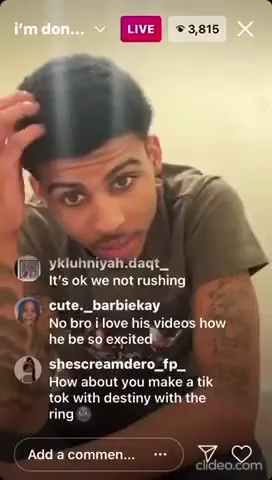 i'm don...
LIVE
3,815
ykluhniyah.daqt_
It's ok we not rushing
cute._barbiekay
No bro i love his videos how
he be so excited
shescreamdero_fp_
How about you make a tik
tok with destiny with the
ring
Add a commen...
clideo.com